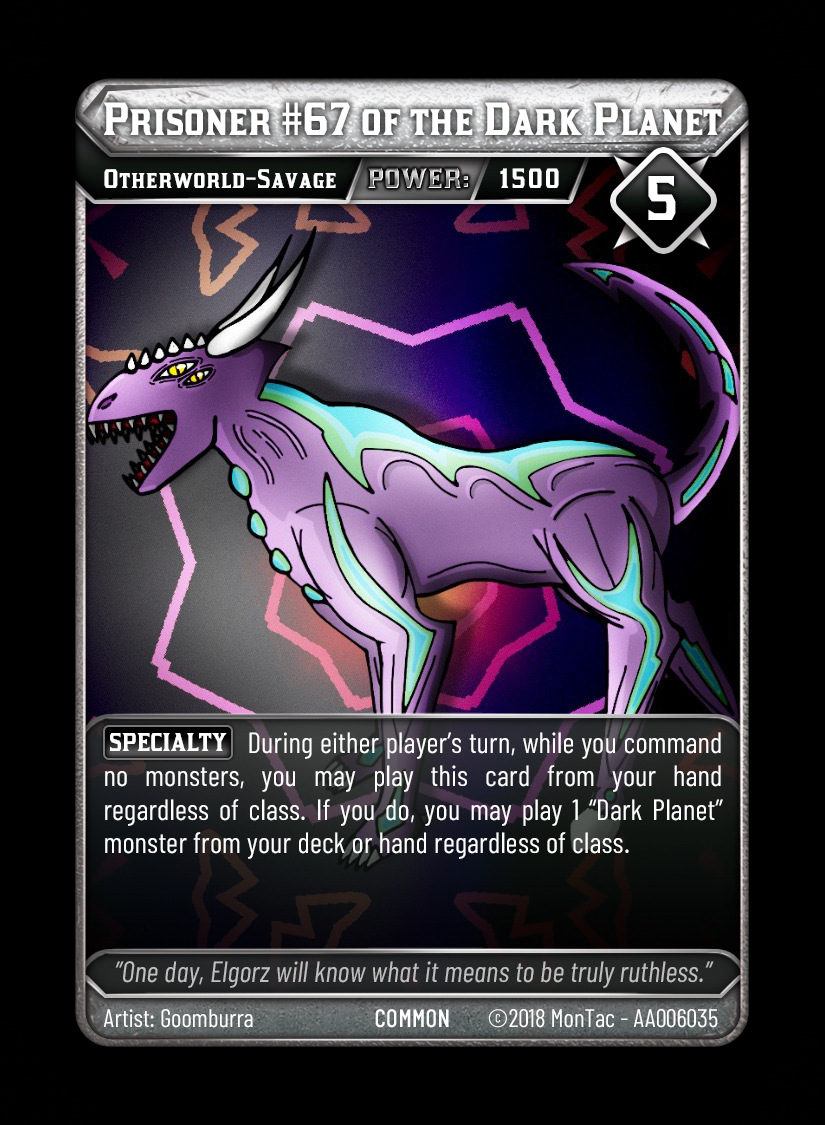 Prisoner #67 of the Dark Planet
Otherworld-Savage POWER: 1500
5
SPECIALTY During either player's turn, while you command
no monsters, you may play this card from your hand
regardless of class. If you do, you may play 1 “Dark Planet”
monster from your deck or hand regardless of class.
"One day, Elgorz will know what it means to be truly ruthless."
Artist: Goomburra COMMON ©2018 MonTac - AA006035